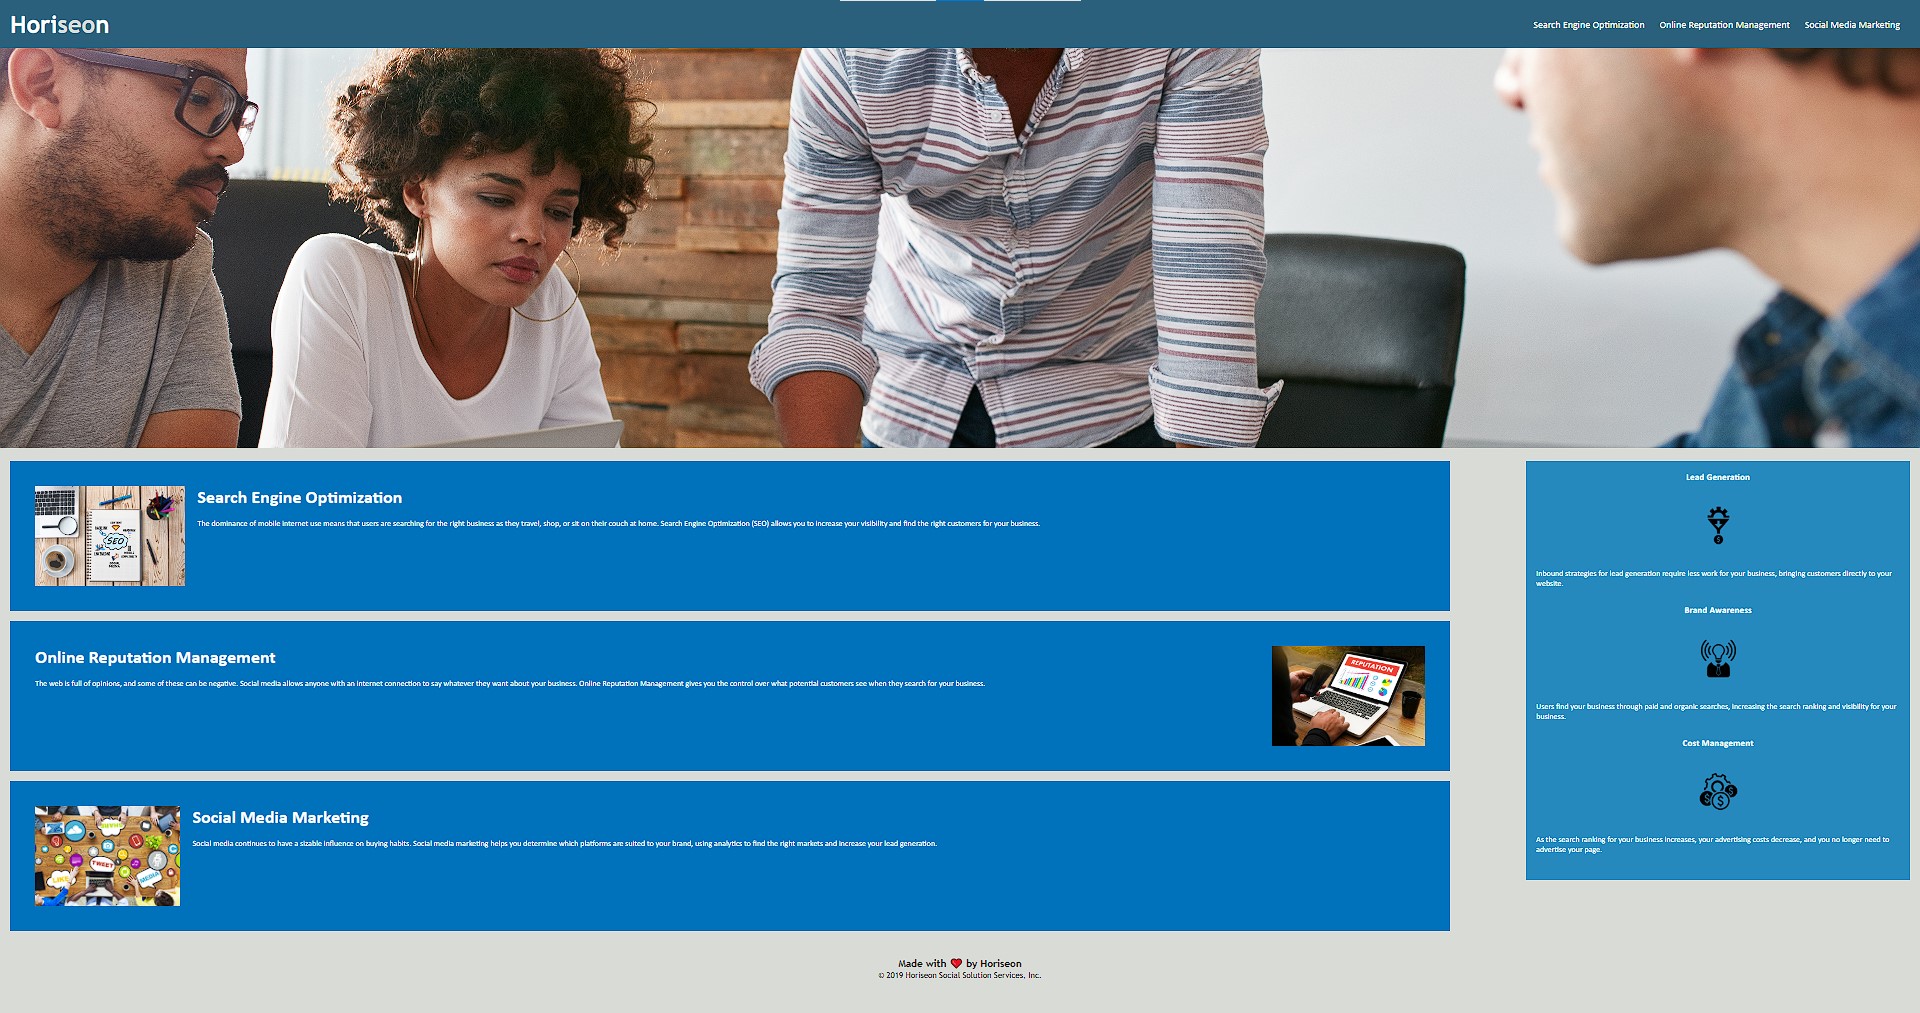 Horiseon
Search Engine Optimization
Online Reputation Management
Social Media Marketing
Search Engine Optimization
The dominance of mobile internet use means that users are searching for the right business as they travel, shop, or sit on their couch at home. Search Engine Optimization (SEO) allows you to increase your visibility and find the right customers for your business.
SEO
Online Reputation Management
The web is full of opinions, and some of these can be negative. Social media allows anyone with an internet connection to say whatever they want about your business. Online Reputation Management gives you the control over what potential customers see when they search for your business.
REPUTATION
Social Media Marketing
Social media continues to have a sizable influence on buying habits. Social media marketing helps you determine which platforms are suited to your brand, using analytics to find the right markets and increase your lead generation.
TWEET
LIKE
MEDIA
Lead Generation
Inbound strategies for lead generation require less work for your business, bringing customers directly to your
website.
Brand Awareness
Users find your business through paid and organic searches, increasing the search ranking and visibility for your
business.
Cost Management
As the search ranking for your business increases, your advertising costs decrease, and you no longer need to
advertise your page.
Made with ❤️ by Horiseon
© 2019 Horiseon Social Solution Services, Inc.